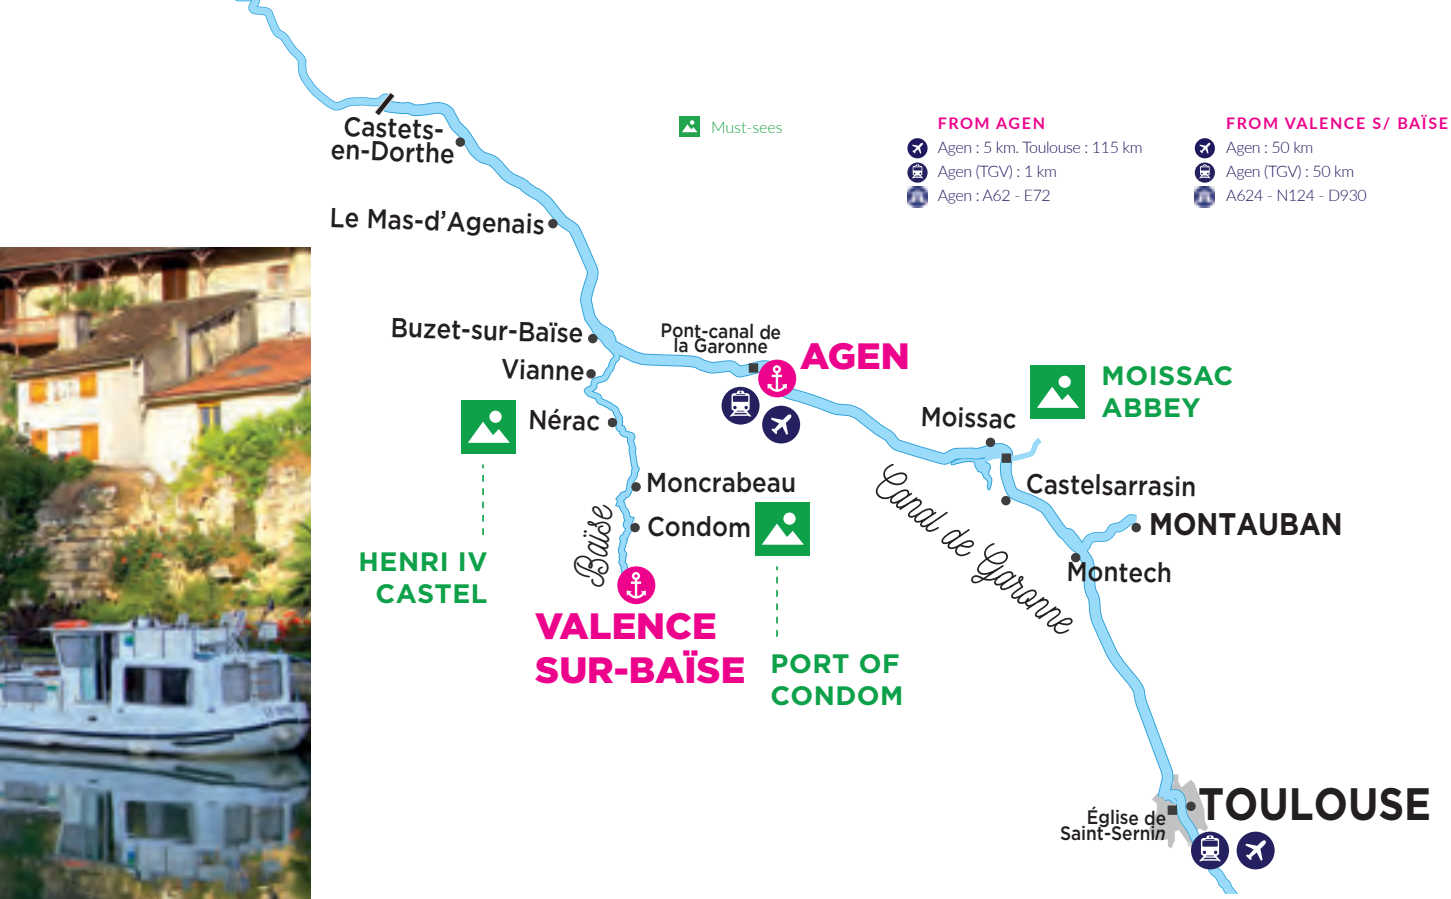 Castets-
en-Dorthe
Must-sees
FROM AGEN
Agen : 5 km. Toulouse : 115 km
Agen (TGV) : 1 km
Agen : A62 - E72
FROM VALENCE S/ BAÏSE
Agen : 50 km
Agen (TGV) : 50 km
A624 - N124 - D930
Le Mas-d'Agenais
Buzet-sur-Baïse
Vianne
Nérac
Pont-canal de
la Garonne
AGEN
MOISSAC
ABBEY
Moissac
Moncrabeau
Condom
Castelsarrasin
MONTAUBAN
Montech
Canal de Garonne
Baïse
HENRI IV
CASTEL
VALENCE
SUR-BAÏSE
PORT OF
CONDOM
TOULOUSE
Église de
Saint-Sernin